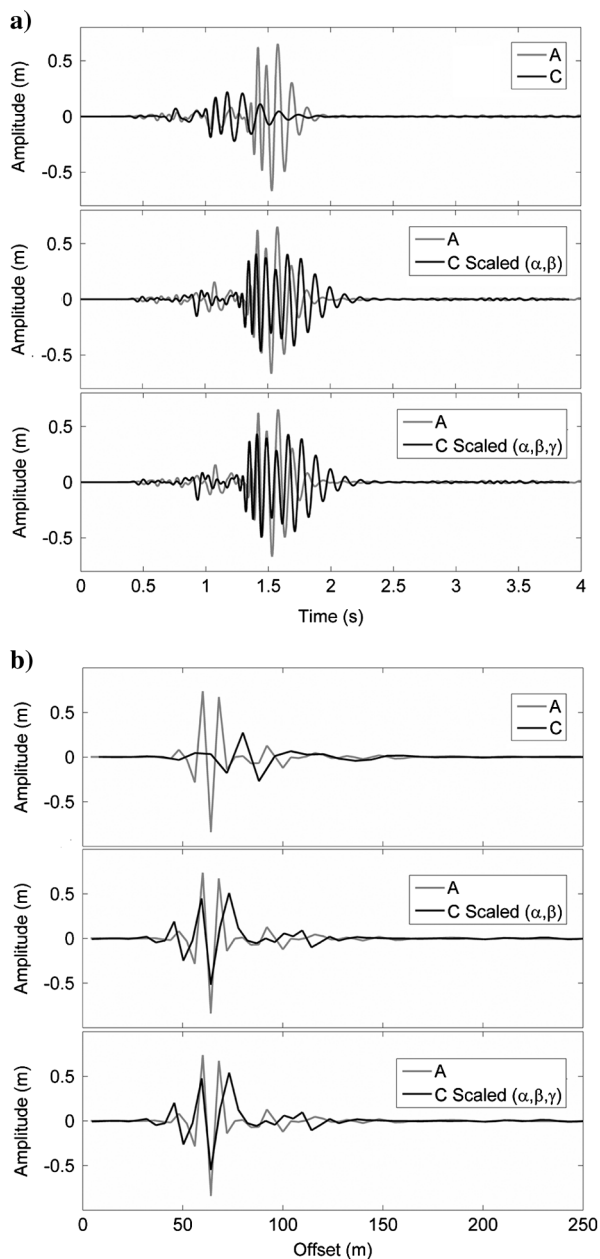 a)
Amplitude (m)
0.5
0
-0.5
A
C
Amplitude (m)
0.5
0
-0.5
A
C Scaled (α,β)
Amplitude (m)
0.5
0
-0.5
A
C Scaled (α,β,γ)
0 0.5 1 1.5 2 2.5 3 3.5 4
Time (s)
b)
Amplitude (m)
0.5
0
-0.5
A
C
Amplitude (m)
0.5
0
-0.5
A
C Scaled (α,β)
Amplitude (m)
0.5
0
-0.5
A
C Scaled (α,β,γ)
0 50 100 150 200 250
Offset (m)